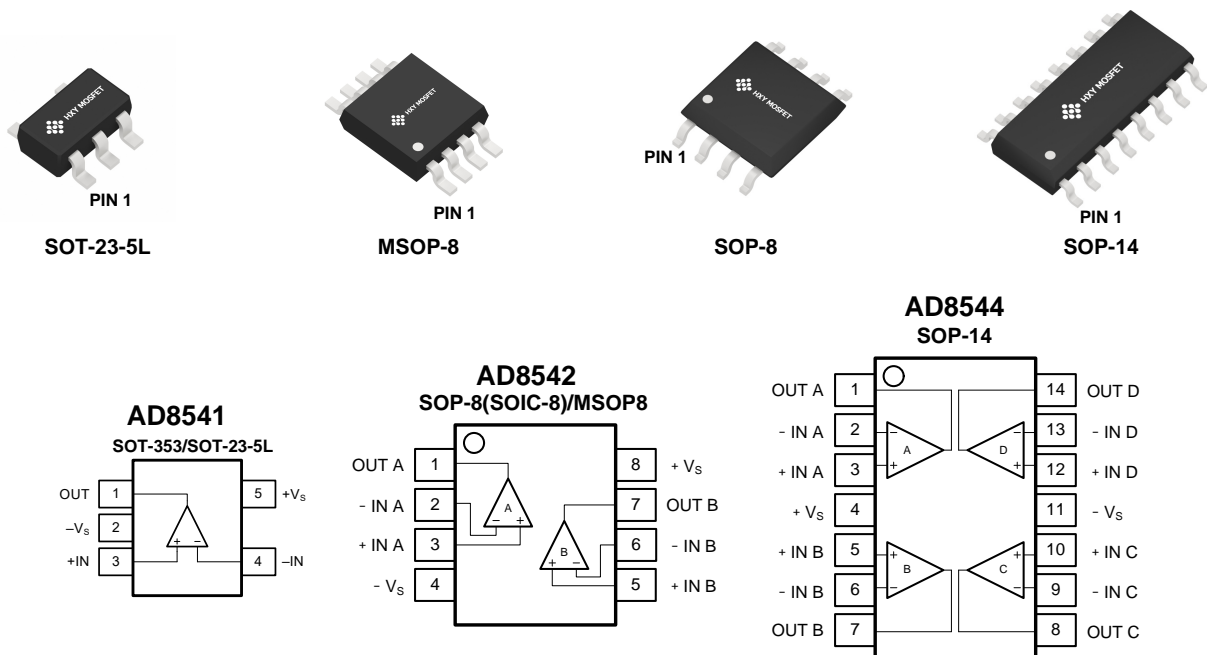 HXY MOSFET
HXY MOSFET
HXY MOSFET
HXY MOSFET
PIN 1
PIN 1
PIN 1
PIN 1
SOT-23-5L
MSOP-8
SOP-8
SOP-14
AD8541
SOT-353/SOT-23-5L
OUT 1
–VS 2
+IN 3
5 +VS
4 –IN
AD8542
SOP-8(SOIC-8)/MSOP8
OUT A 1
- IN A 2
+ IN A 3
- VS 4
8 + VS
7 OUT B
6 - IN B
5 + IN B
A
− +
B
+ −
+ −
AD8544
SOP-14
OUT A 1
- IN A 2
+ IN A 3
+ VS 4
+ IN B 5
- IN B 6
OUT B 7
14 OUT D
13 - IN D
12 + IN D
11 - VS
10 + IN C
9 - IN C
8 OUT C
A
D
B
C